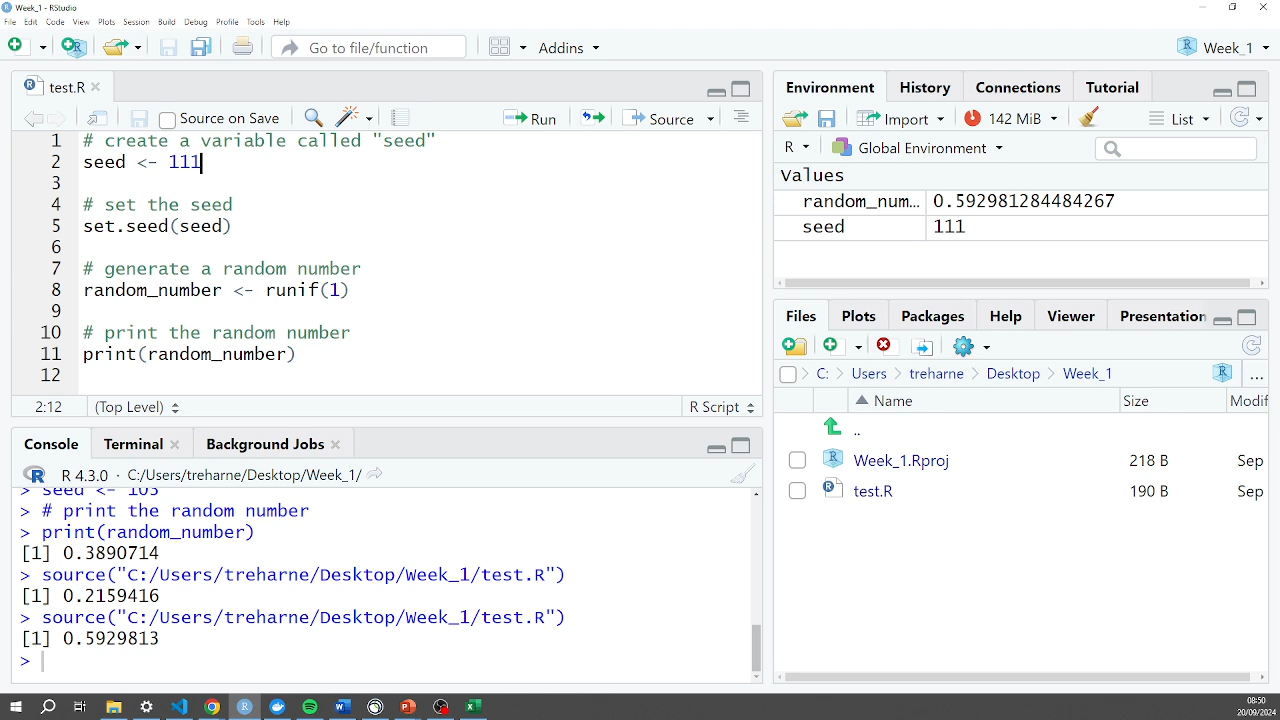 Week_1 - RStudio
File Edit Code View Plots Session Build Debug Profile Tools Help
Go to file/function
Addins
Week_1
test.R
Source on Save
Run
Source
1 # create a variable called "seed"
2 seed <- 111
3
4 # set the seed
5 set.seed(seed)
6
7 # generate a random number
8 random_number <- runif(1)
9
10 # print the random number
11 print(random_number)
12
2:12 (Top Level) R Script
Console Terminal Background Jobs
R 4.3.0 · C:/Users/treharne/Desktop/Week_1/
> seed <- 105
> # print the random number
> print(random_number)
[1] 0.3890714
> source("C:/Users/treharne/Desktop/Week_1/test.R")
[1] 0.2159416
> source("C:/Users/treharne/Desktop/Week_1/test.R")
[1] 0.5929813
>
Environment History Connections Tutorial
Import 142 MiB List
R Global Environment
Values
random_num… 0.592981284484267
seed 111
Files Plots Packages Help Viewer Presentation
C: Users treharne Desktop Week_1 ...
Name Size Modif
..
Week_1.Rproj 218 B Sep
test.R 190 B Sep
08:50
20/09/2024